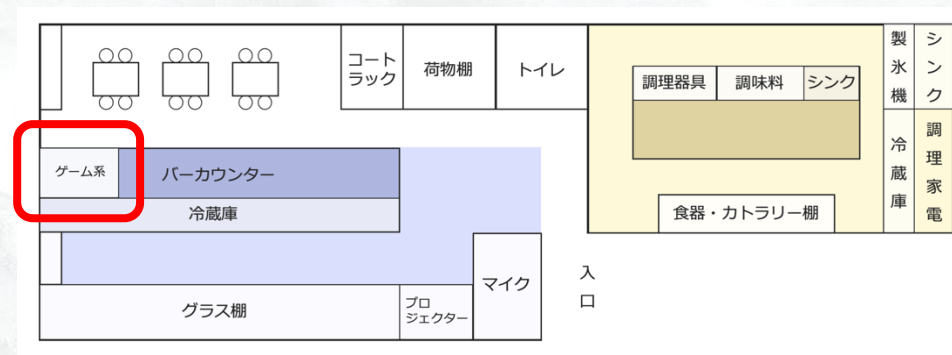 コート
ラック
荷物棚
トイレ
調理器具
調味料
シンク
製氷機
シンク
ゲーム系
バーカウンター
冷蔵庫
冷蔵庫
調理家電
食器・カトラリー棚
マイク
入口
グラス棚
プロ
ジェクター